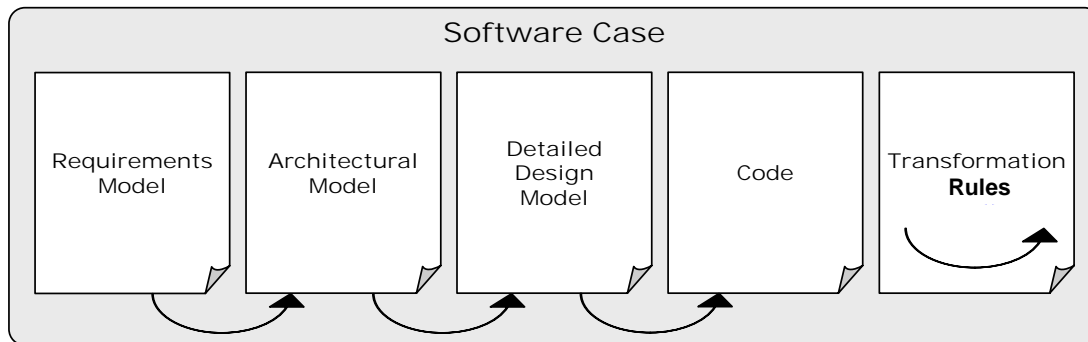 Software Case
Requirements
Model
Architectural
Model
Detailed
Design
Model
Code
Transformation
Rules